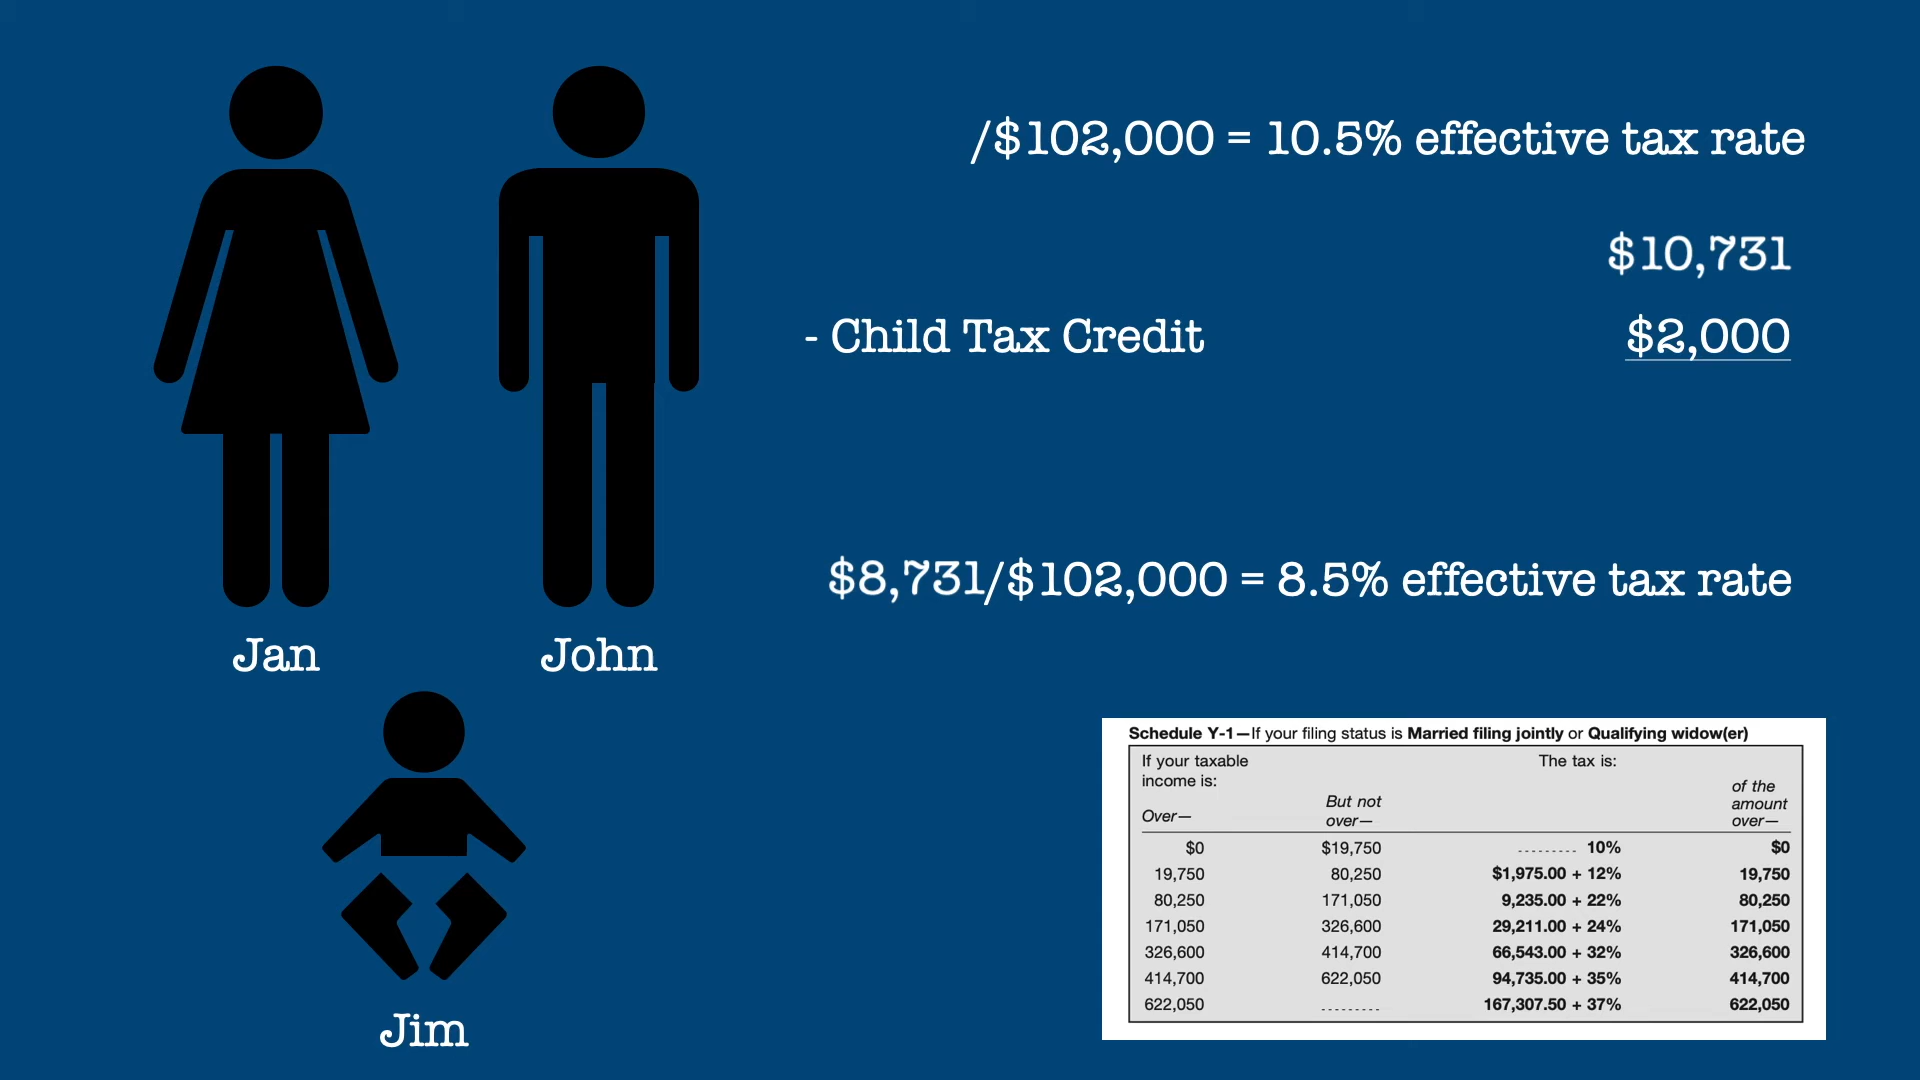 /$102,000 = 10.5% effective tax rate
$10,731
- Child Tax Credit $2,000
$8,731/$102,000 = 8.5% effective tax rate
Jan John
Jim
Schedule Y-1—If your filing status is Married filing jointly or Qualifying widow(er)
If your taxable income is: The tax is:
Over— But not over— of the amount over—
$0 $19,750 ......... 10% $0
19,750 80,250 $1,975.00 + 12% 19,750
80,250 171,050 9,235.00 + 22% 80,250
171,050 326,600 29,211.00 + 24% 171,050
326,600 414,700 66,543.00 + 32% 326,600
414,700 622,050 94,735.00 + 35% 414,700
622,050 ......... 167,307.50 + 37% 622,050